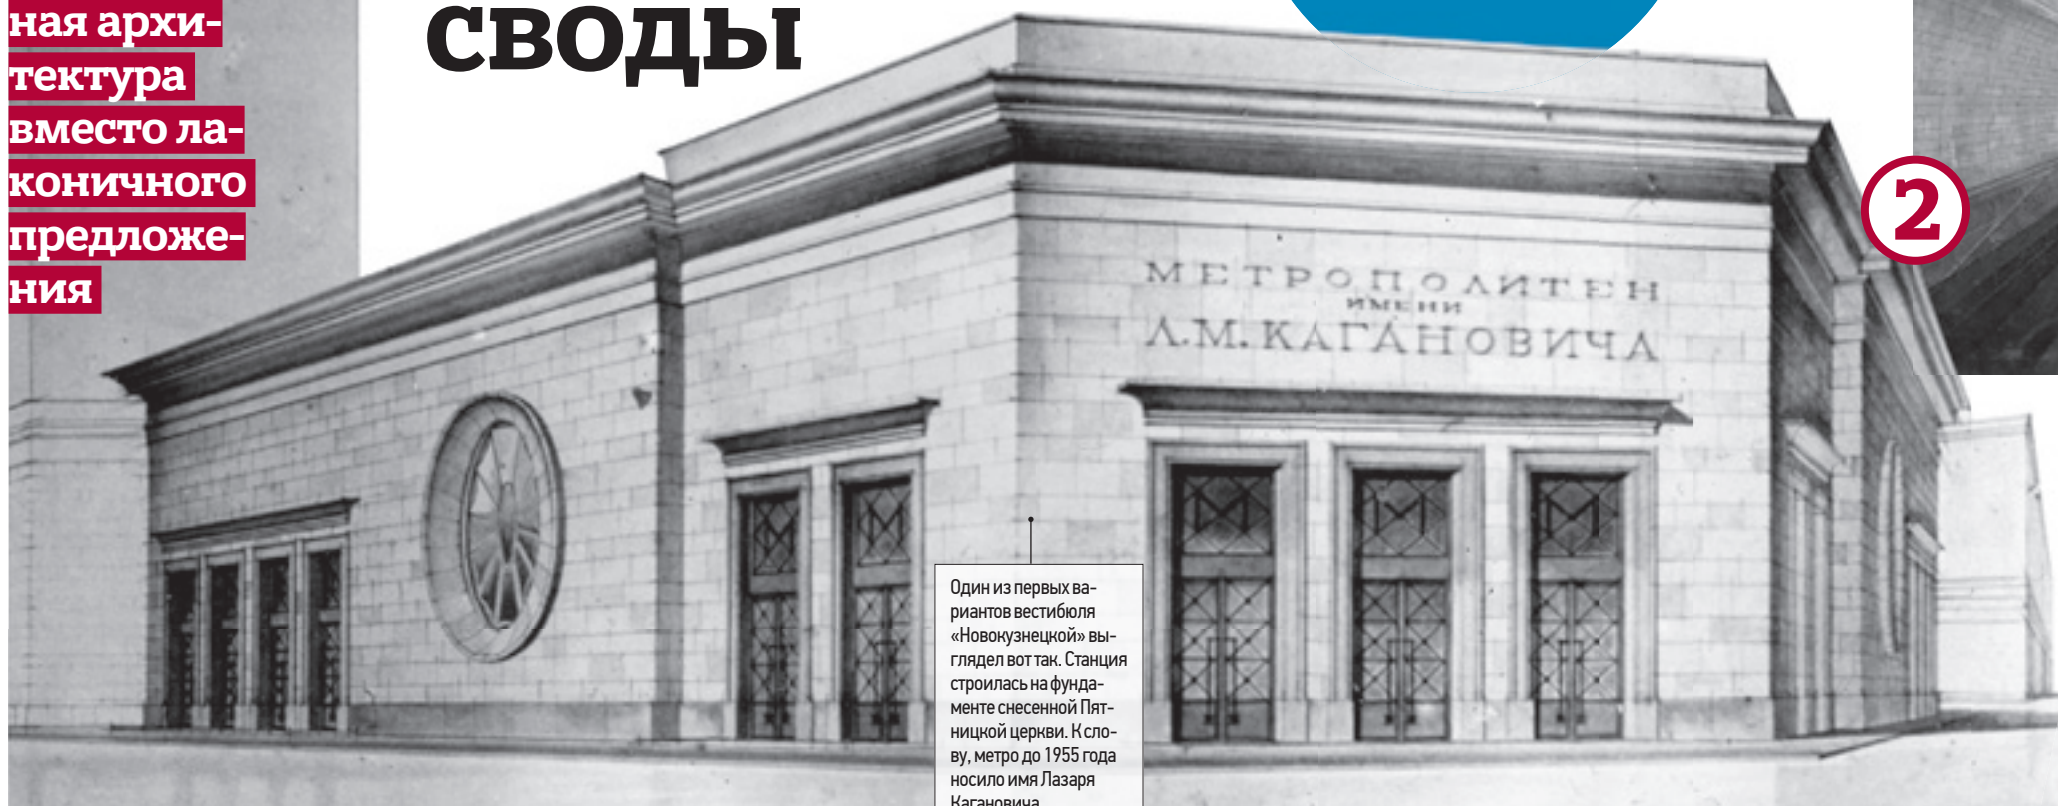 ная архи-
тектура
вместо ла-
коничного
предложе-
ния
своды
2
МЕТРОПОЛИТЕН
ИМЕНИ
Л.М. КАГАНОВИЧА
М
М
М
М
М
Один из первых ва-
риантов вестибюля
«Новокузнецкой» вы-
глядел вот так. Станция
строилась на фунда-
менте снесенной Пят-
ницкой церкви. К сло-
ву, метро до 1955 года
носило имя Лазаря
Кагановича